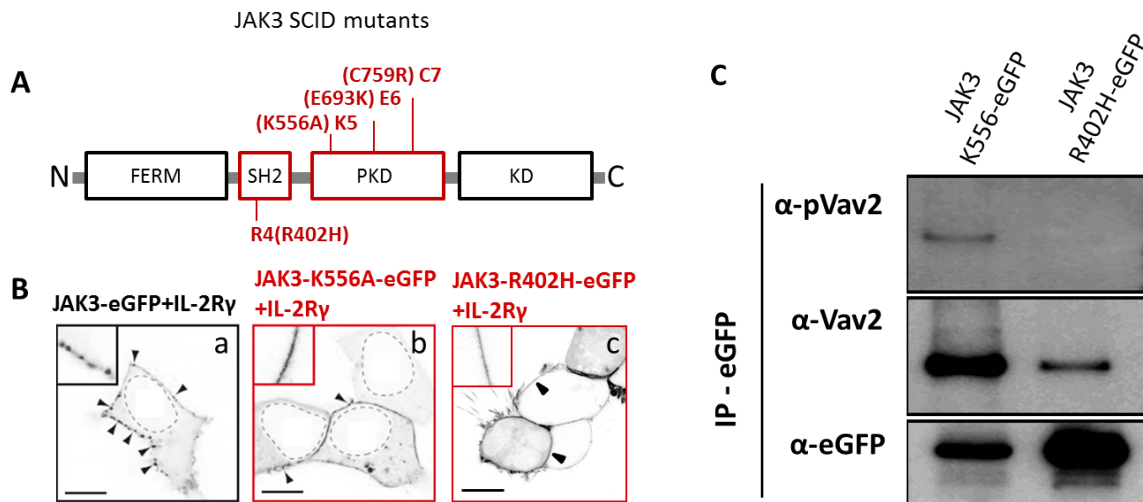 JAK3 SCID mutants
A
(C759R) C7
(E693K) E6
(K556A) K5
N
FERM
SH2
PKD
KD
C
R4(R402H)
B
JAK3-eGFP+IL-2Rγ
JAK3-K556A-eGFP
+IL-2Rγ
JAK3-R402H-eGFP
+IL-2Rγ
a
b
c
C
JAK3
K556-eGFP
JAK3
R402H-eGFP
IP - eGFP
α-pVav2
α-Vav2
α-eGFP